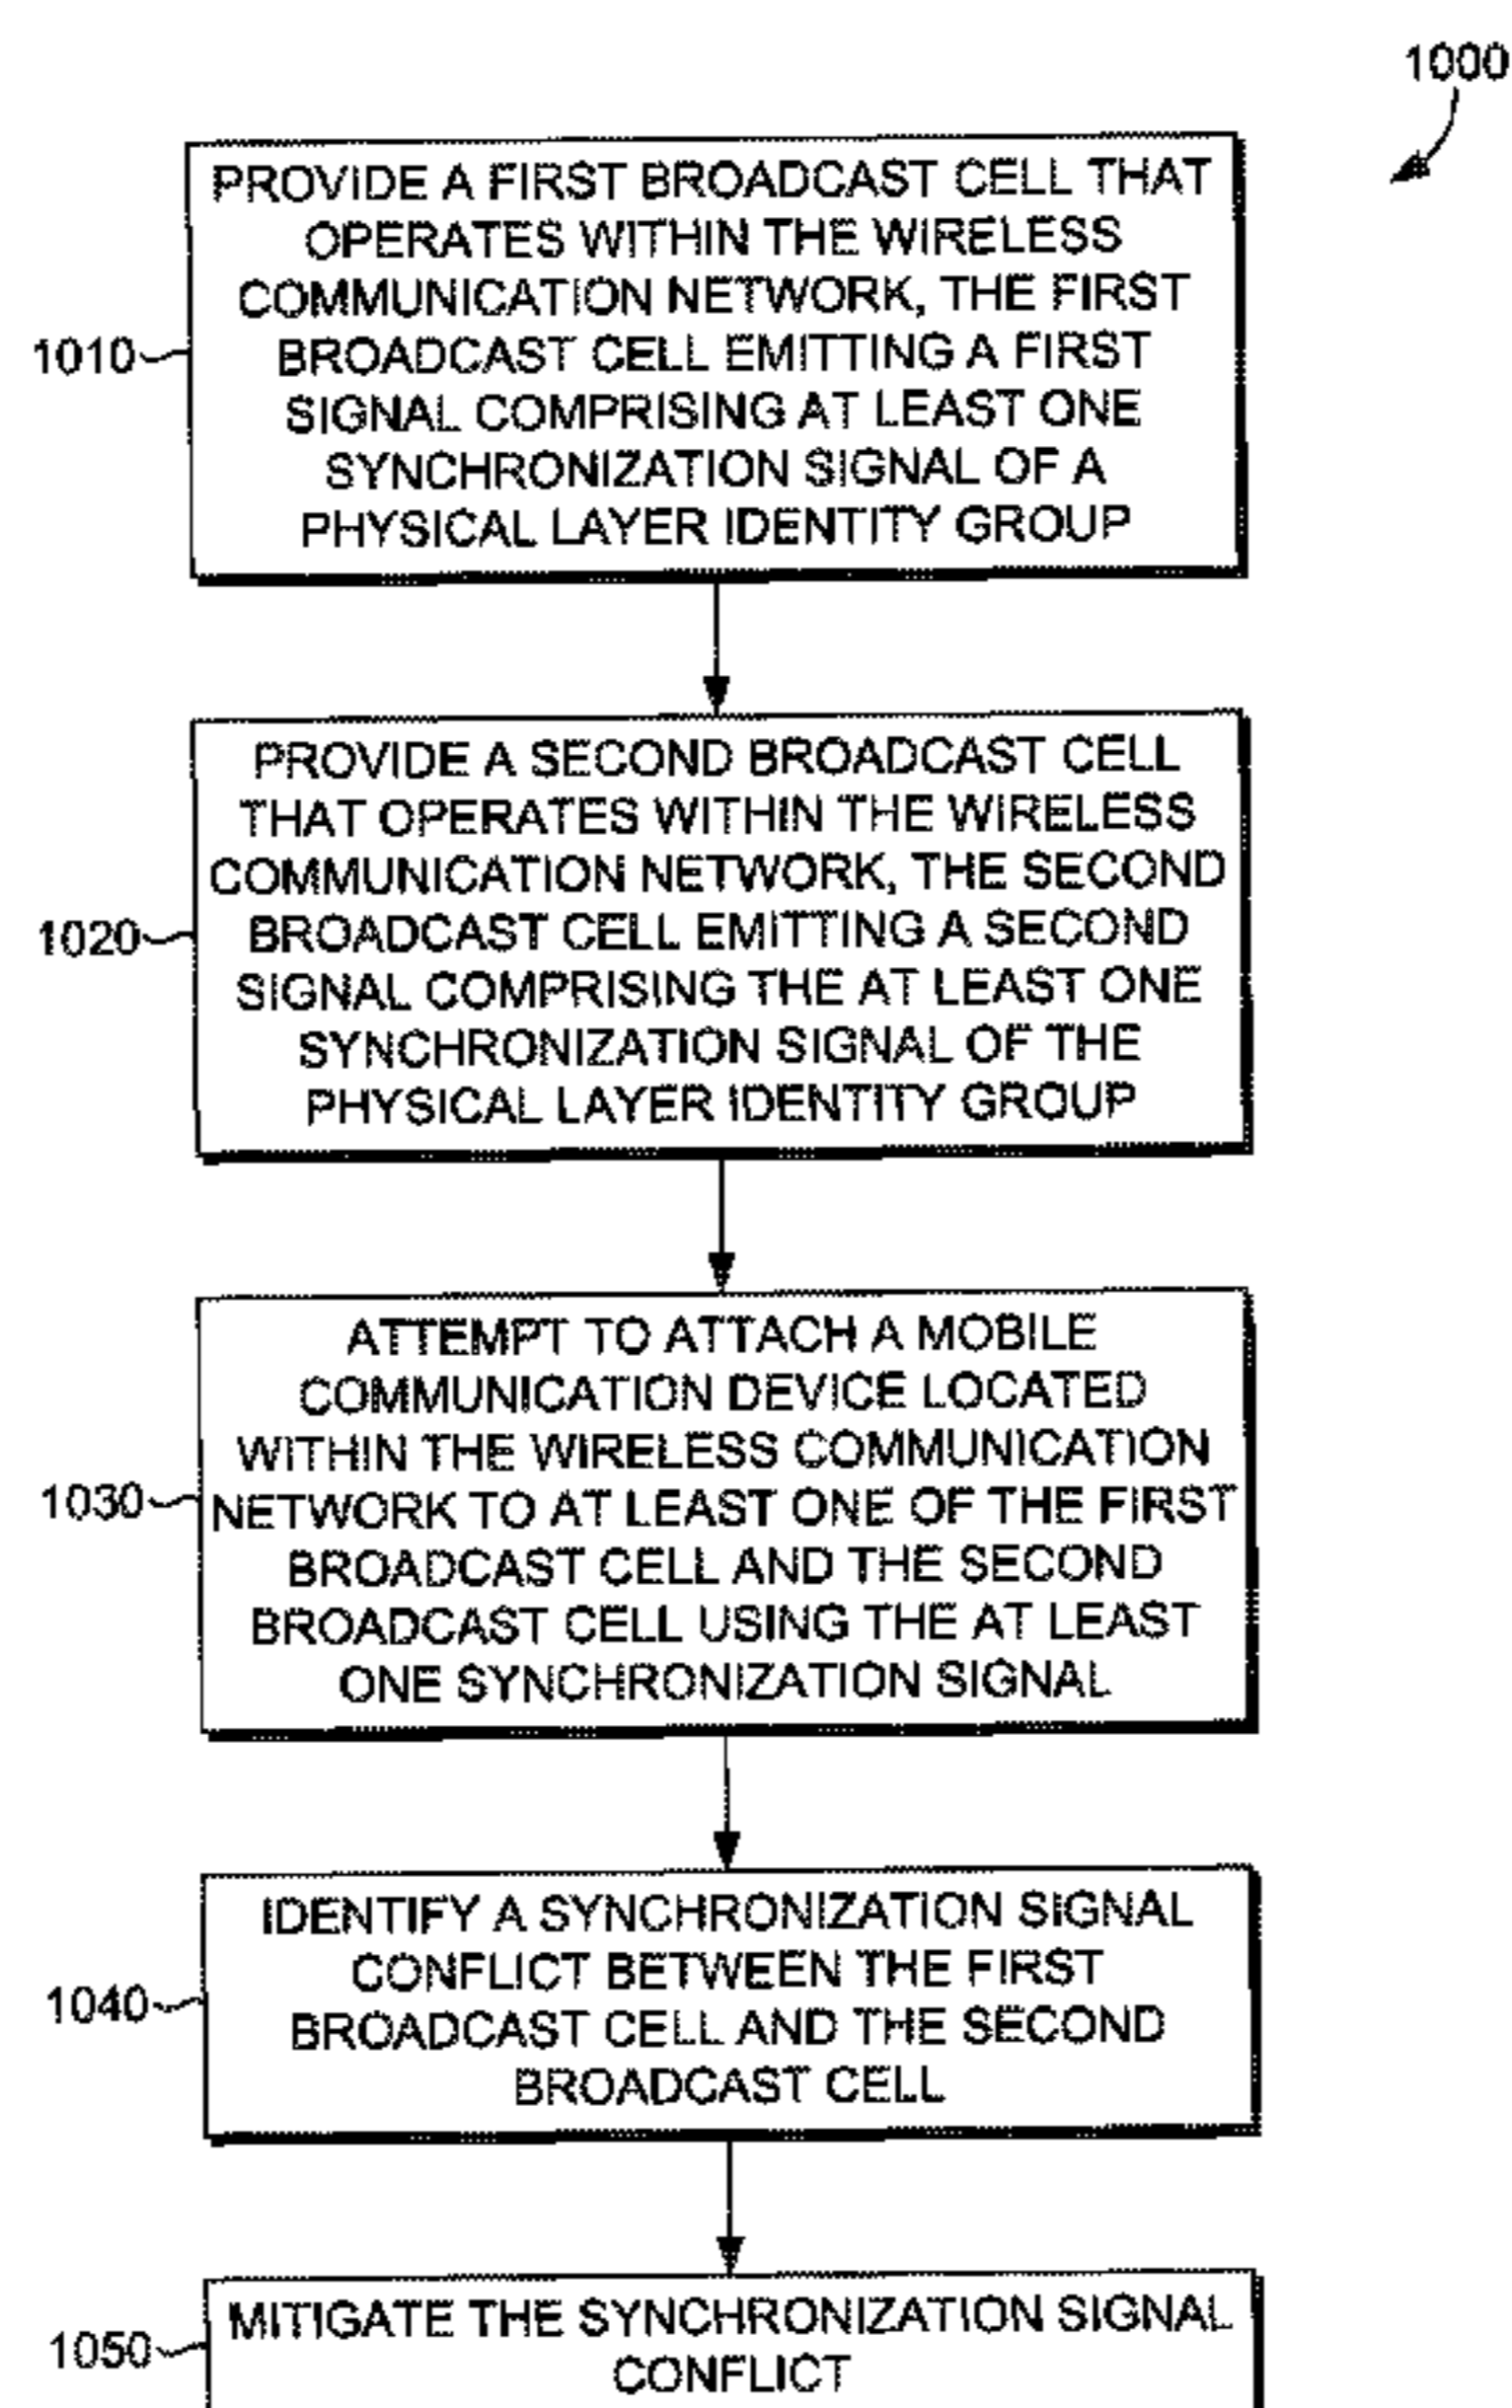 1000
PROVIDE A FIRST BROADCAST CELL THAT
OPERATES WITHIN THE WIRELESS
COMMUNICATION NETWORK, THE FIRST
BROADCAST CELL EMITTING A FIRST
SIGNAL COMPRISING AT LEAST ONE
SYNCHRONIZATION SIGNAL OF A
PHYSICAL LAYER IDENTITY GROUP
1010
PROVIDE A SECOND BROADCAST CELL
THAT OPERATES WITHIN THE WIRELESS
COMMUNICATION NETWORK, THE SECOND
BROADCAST CELL EMITTING A SECOND
SIGNAL COMPRISING THE AT LEAST ONE
SYNCHRONIZATION SIGNAL OF THE
PHYSICAL LAYER IDENTITY GROUP
1020
ATTEMPT TO ATTACH A MOBILE
COMMUNICATION DEVICE LOCATED
WITHIN THE WIRELESS COMMUNICATION
NETWORK TO AT LEAST ONE OF THE FIRST
BROADCAST CELL AND THE SECOND
BROADCAST CELL USING THE AT LEAST
ONE SYNCHRONIZATION SIGNAL
1030
IDENTIFY A SYNCHRONIZATION SIGNAL
CONFLICT BETWEEN THE FIRST
BROADCAST CELL AND THE SECOND
BROADCAST CELL
1040
MITIGATE THE SYNCHRONIZATION SIGNAL
CONFLICT
1050